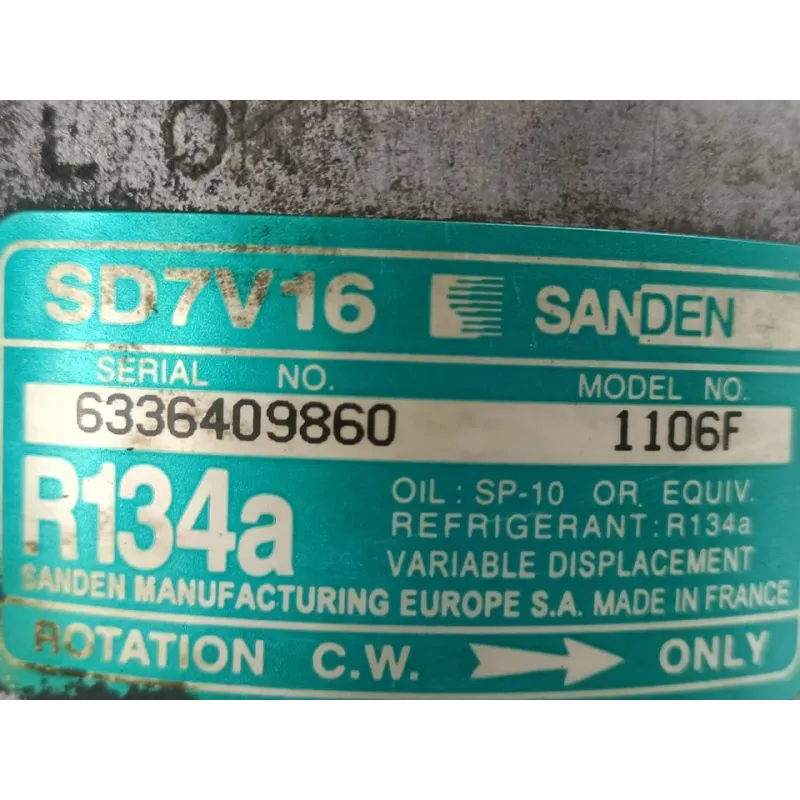 L O
SD7V16 SANDEN
SERIAL NO. MODEL NO.
6336409860 1106F
R134a
OIL : SP-10 OR EQUIV.
REFRIGERANT : R134a
VARIABLE DISPLACEMENT
SANDEN MANUFACTURING EUROPE S.A. MADE IN FRANCE
ROTATION C.W. ONLY